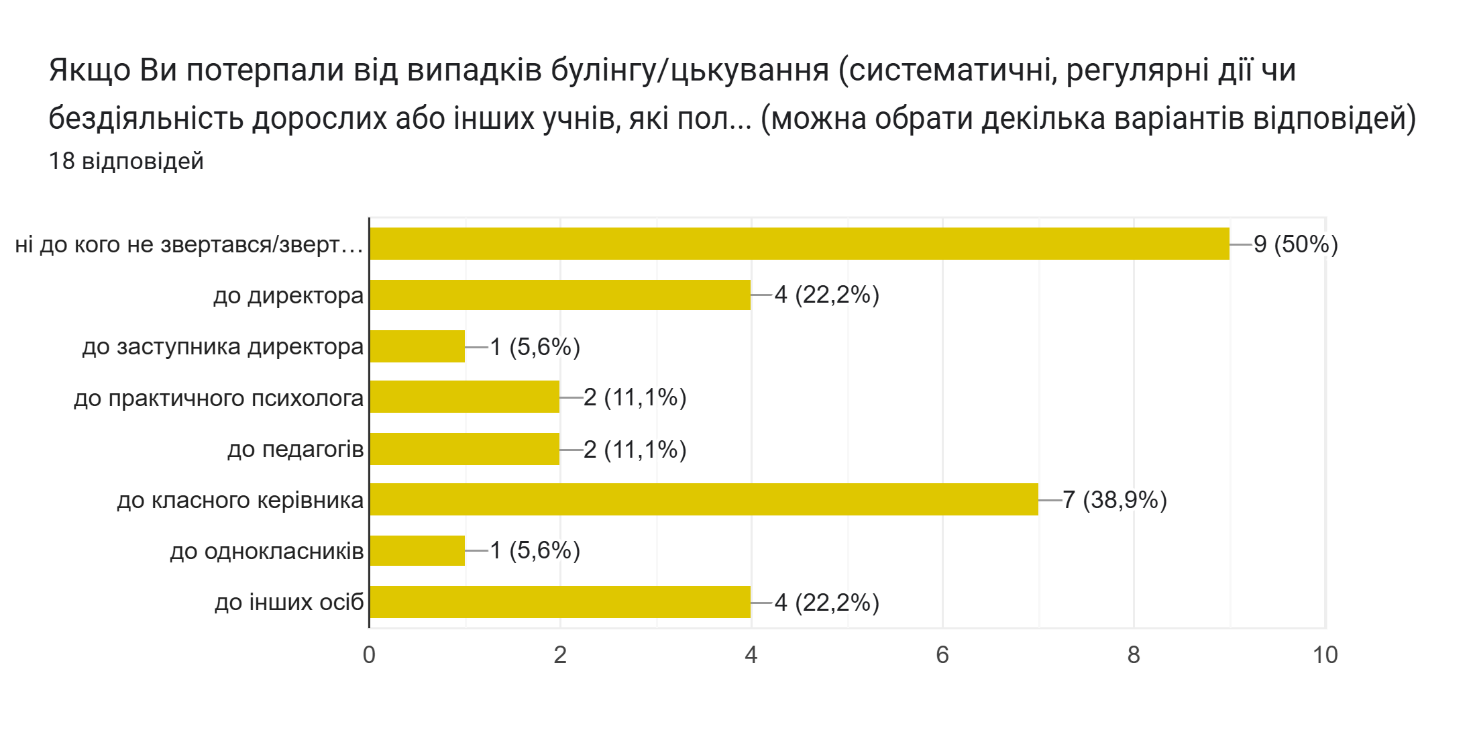 Якщо Ви потерпали від випадків булінгу/цькування (систематичні, регулярні дії чи
бездіяльність дорослих або інших учнів, які пол... (можна обрати декілька варіантів відповідей)
18 відповідей
ні до кого не звертався/зверт… 9 (50%)
до директора 4 (22,2%)
до заступника директора 1 (5,6%)
до практичного психолога 2 (11,1%)
до педагогів 2 (11,1%)
до класного керівника 7 (38,9%)
до однокласників 1 (5,6%)
до інших осіб 4 (22,2%)
0 2 4 6 8 10